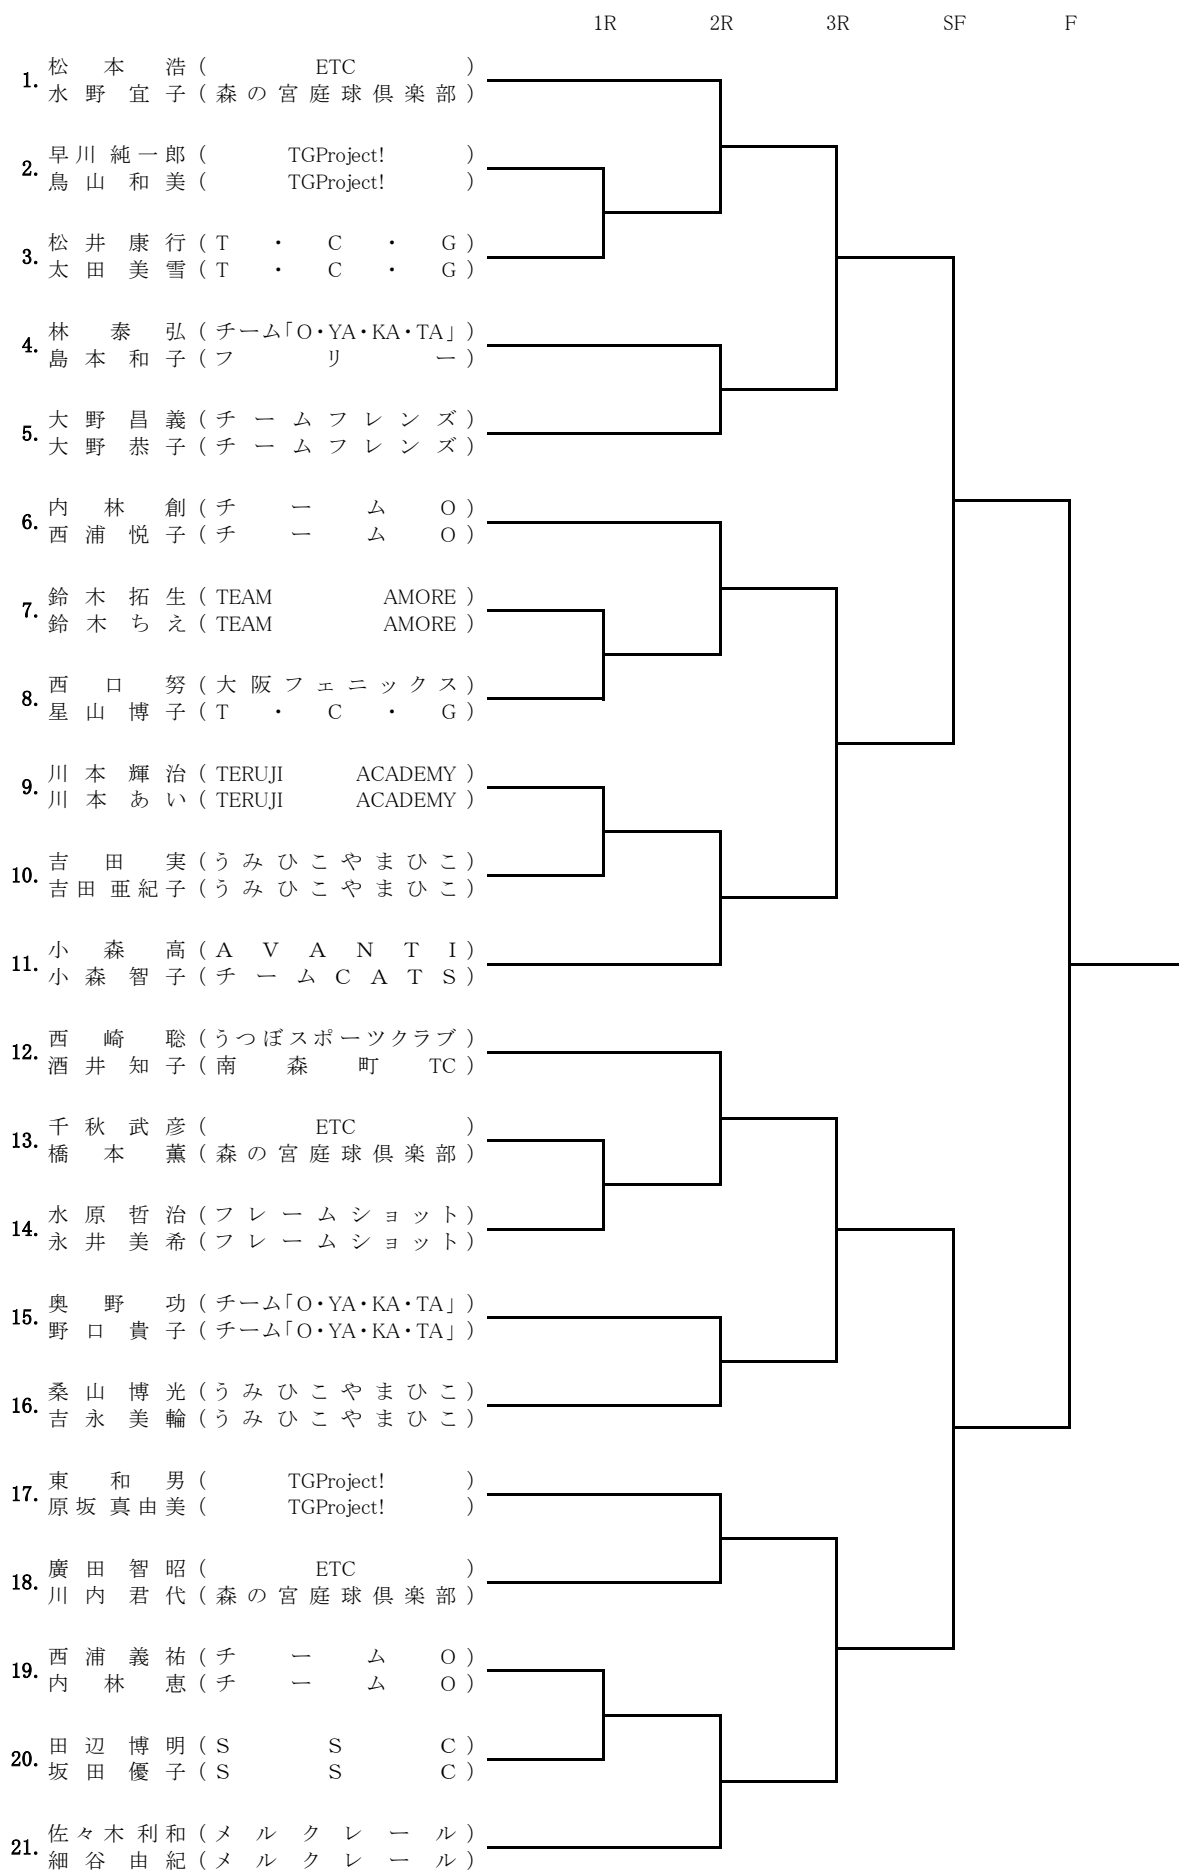 1R 2R 3R SF F
松本浩(ETC)
1.
水野宜子(森の宮庭球倶楽部)
早川純一郎(TGProject!)
2.
鳥山和美(TGProject!)
松井康行(T・C・G)
3.
太田美雪(T・C・G)
林泰弘(チーム「O・YA・KA・TA」)
4.
島本和子(フリー)
大野昌義(チームフレンズ)
5.
大野恭子(チームフレンズ)
内林創(チームO)
6.
西浦悦子(チームO)
鈴木拓生(TEAM AMORE)
7.
鈴木ちえ(TEAM AMORE)
西口努(大阪フェニックス)
8.
星山博子(T・C・G)
川本輝治(TERUJI ACADEMY)
9.
川本あい(TERUJI ACADEMY)
吉田実(うみひこやまひこ)
10.
吉田亜紀子(うみひこやまひこ)
小森高(AVANTI)
11.
小森智子(チームCATS)
西崎聡(うつぼスポーツクラブ)
12.
酒井知子(南森町TC)
千秋武彦(ETC)
13.
橋本薫(森の宮庭球倶楽部)
水原哲治(フレームショット)
14.
永井美希(フレームショット)
奥野功(チーム「O・YA・KA・TA」)
15.
野口貴子(チーム「O・YA・KA・TA」)
桑山博光(うみひこやまひこ)
16.
吉永美輪(うみひこやまひこ)
東和男(TGProject!)
17.
原坂真由美(TGProject!)
廣田智昭(ETC)
18.
川内君代(森の宮庭球倶楽部)
西浦義祐(チームO)
19.
内林恵(チームO)
田辺博明(SSC)
20.
坂田優子(SSC)
佐々木利和(メルクレール)
21.
細谷由紀(メルクレール)